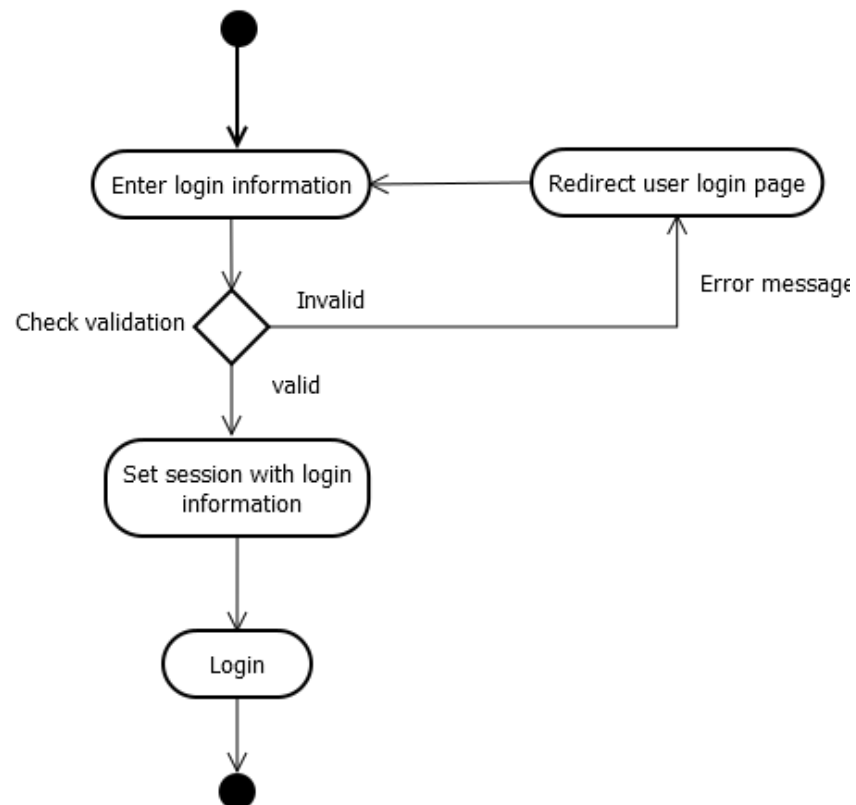 Enter login information
Redirect user login page
Invalid
Error message
Check validation
valid
Set session with login
information
Login